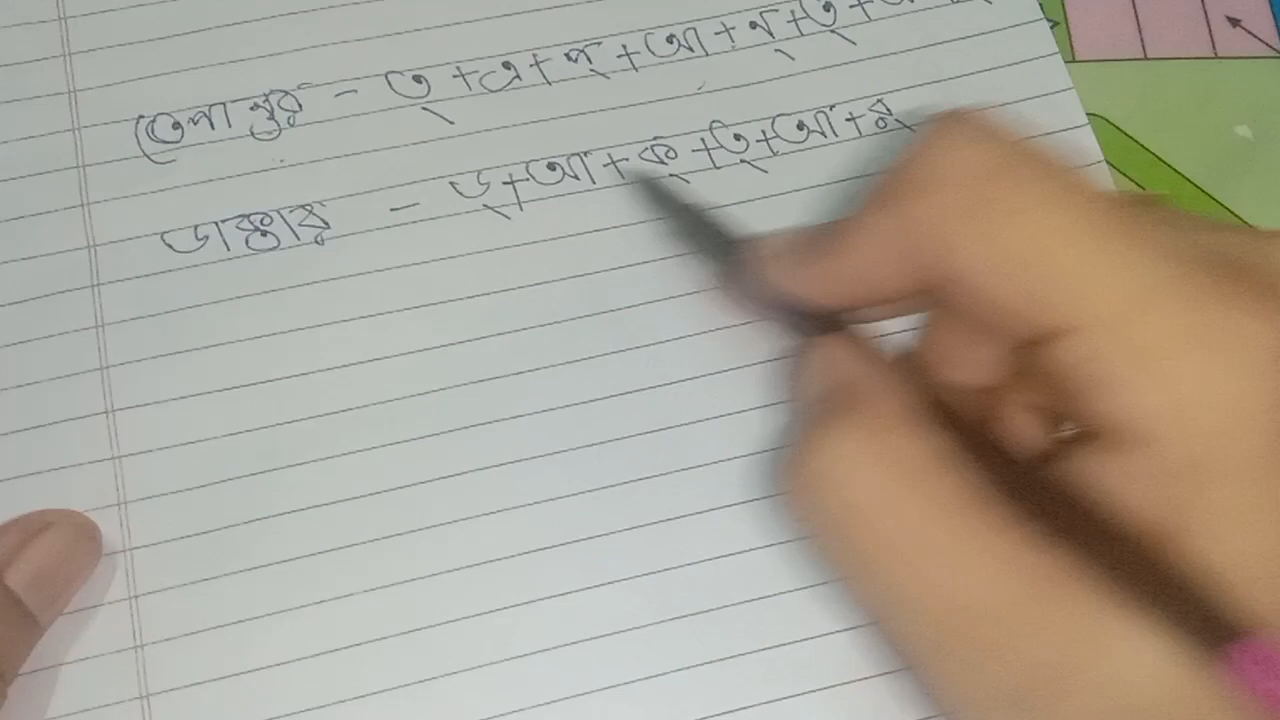 তেপান্তর - ত্ + এ + প্ + আ + ন্ + ত্ +
ডাক্তার - ড্ + আ + ক্ + ত্ + আ + র্